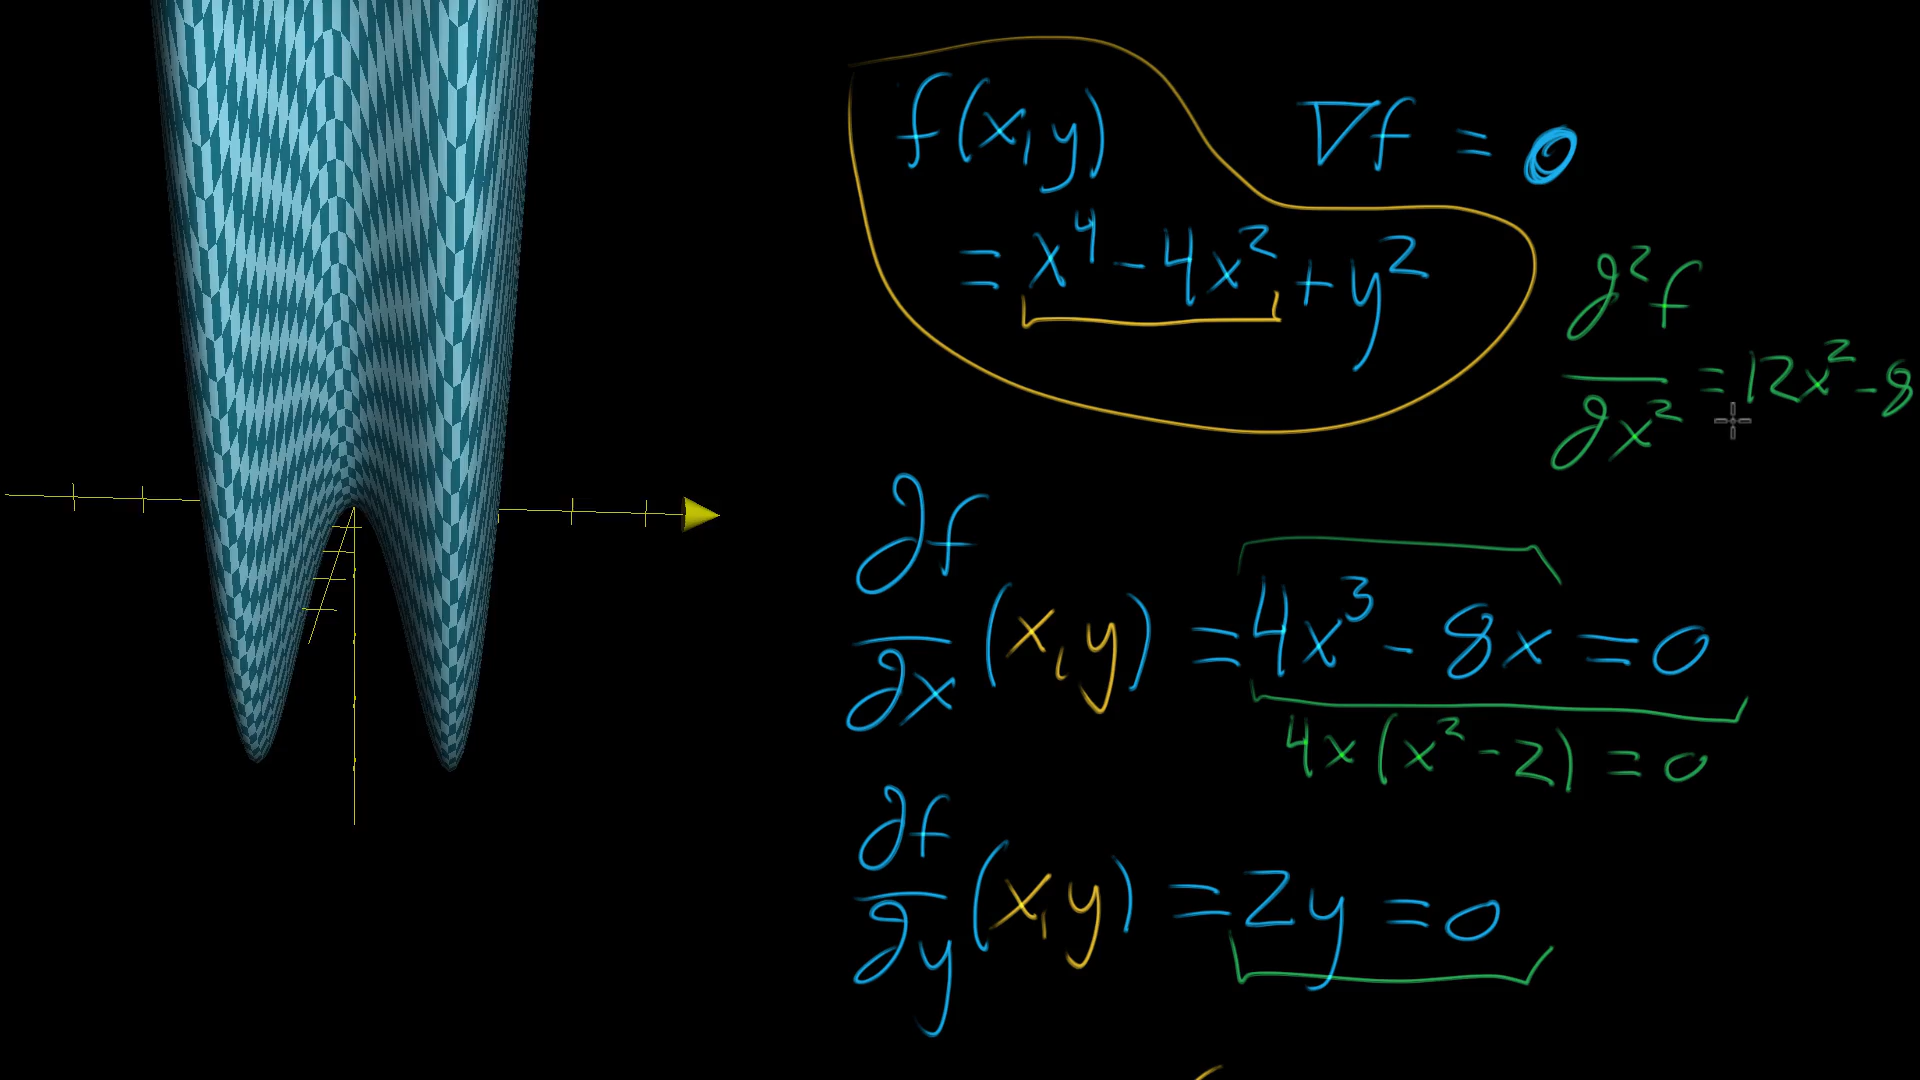 f(x,y) ∇f = 0
= x⁴ - 4x² + y²
∂²f/∂x² = 12x² - 8
∂f/∂x (x,y) = 4x³ - 8x = 0
4x(x² - 2) = 0
∂f/∂y (x,y) = 2y = 0